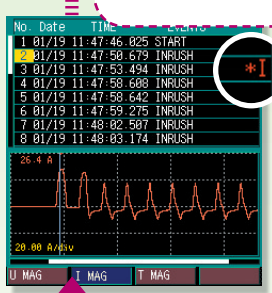 No. Date TIME EVENTS
1 01/19 11:47:46.025 START
2 01/19 11:47:50.679 INRUSH
3 01/19 11:47:53.494 INRUSH
*I
4 01/19 11:47:58.608 INRUSH
5 01/19 11:47:58.642 INRUSH
6 01/19 11:47:59.275 INRUSH
7 01/19 11:48:02.507 INRUSH
8 01/19 11:48:03.174 INRUSH
26.4 A
20.00 A/div
U MAG I MAG T MAG